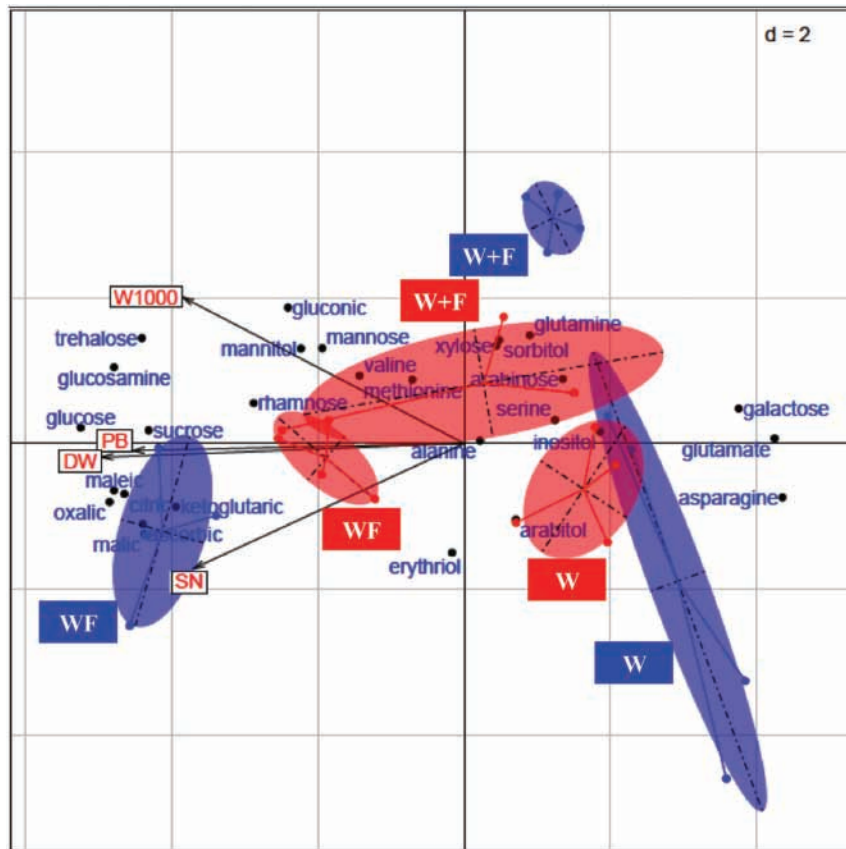 d = 2
W+F
W+F
W1000
gluconic
glutamine
trehalose
mannitol
mannose
xylose
sorbitol
valine
glucosamine
methionine
arabinose
rhamnose
serine
galactose
glucose
sucrose
PB
alanine
inositol
glutamate
DW
maleic
citric
ketoglutaric
asparagine
oxalic
malic
WF
arabitol
erythriol
SN
W
WF
W